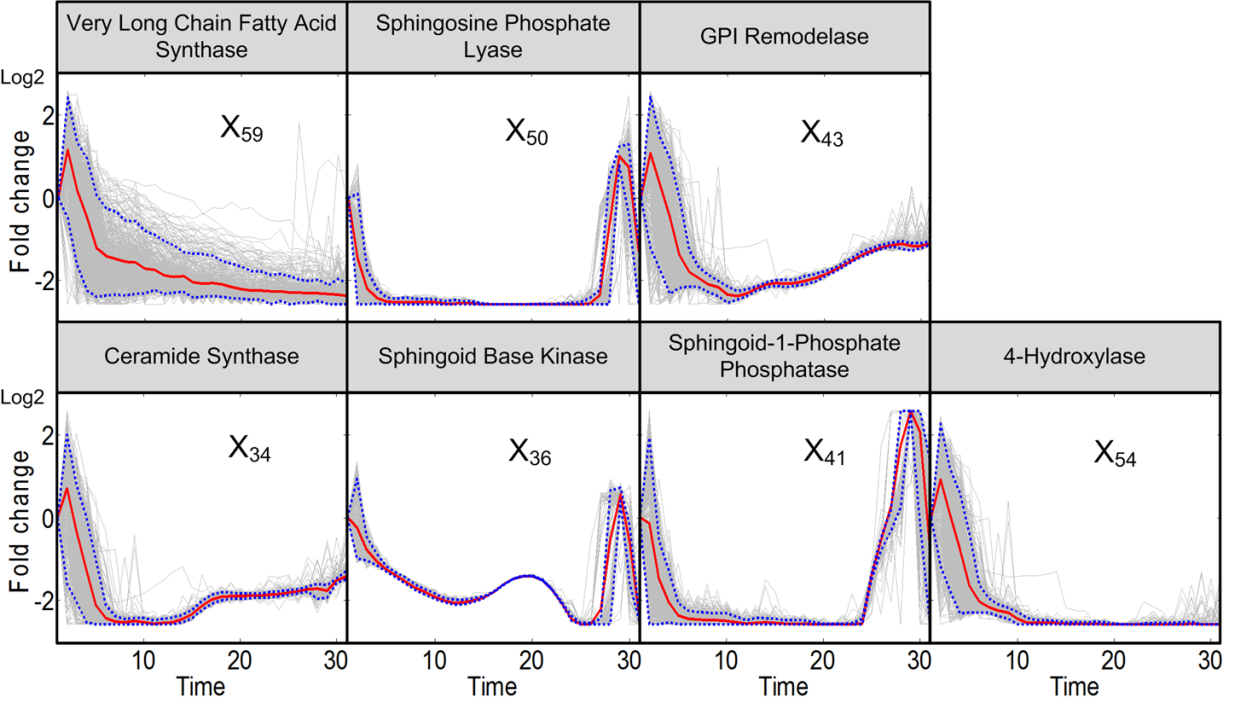 Very Long Chain Fatty Acid
Synthase
Sphingosine Phosphate
Lyase
GPI Remodelase
Log2
Fold change
2
0
-2
X59
X50
X43
Ceramide Synthase
Sphingoid Base Kinase
Sphingoid-1-Phosphate
Phosphatase
4-Hydroxylase
Log2
Fold change
2
0
-2
X34
X36
X41
X54
10 20 30 10 20 30 10 20 30 10 20 30
Time Time Time Time